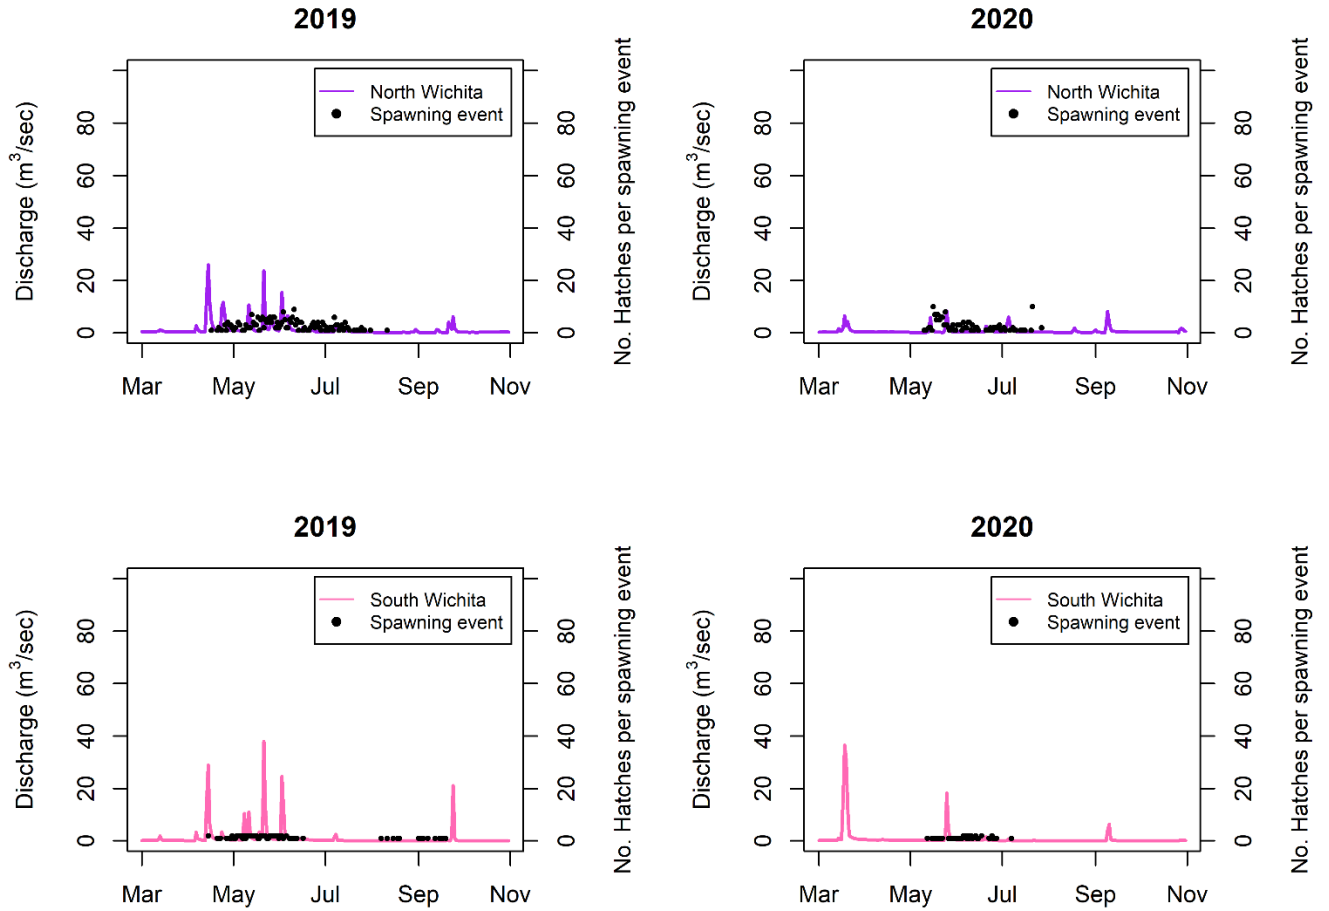 2019
Discharge (m³/sec)
0 20 40 60 80
North Wichita
Spawning event
0 20 40 60 80
No. Hatches per spawning event
Mar May Jul Sep Nov
2020
Discharge (m³/sec)
0 20 40 60 80
North Wichita
Spawning event
0 20 40 60 80
No. Hatches per spawning event
Mar May Jul Sep Nov
2019
Discharge (m³/sec)
0 20 40 60 80
South Wichita
Spawning event
0 20 40 60 80
No. Hatches per spawning event
Mar May Jul Sep Nov
2020
Discharge (m³/sec)
0 20 40 60 80
South Wichita
Spawning event
0 20 40 60 80
No. Hatches per spawning event
Mar May Jul Sep Nov